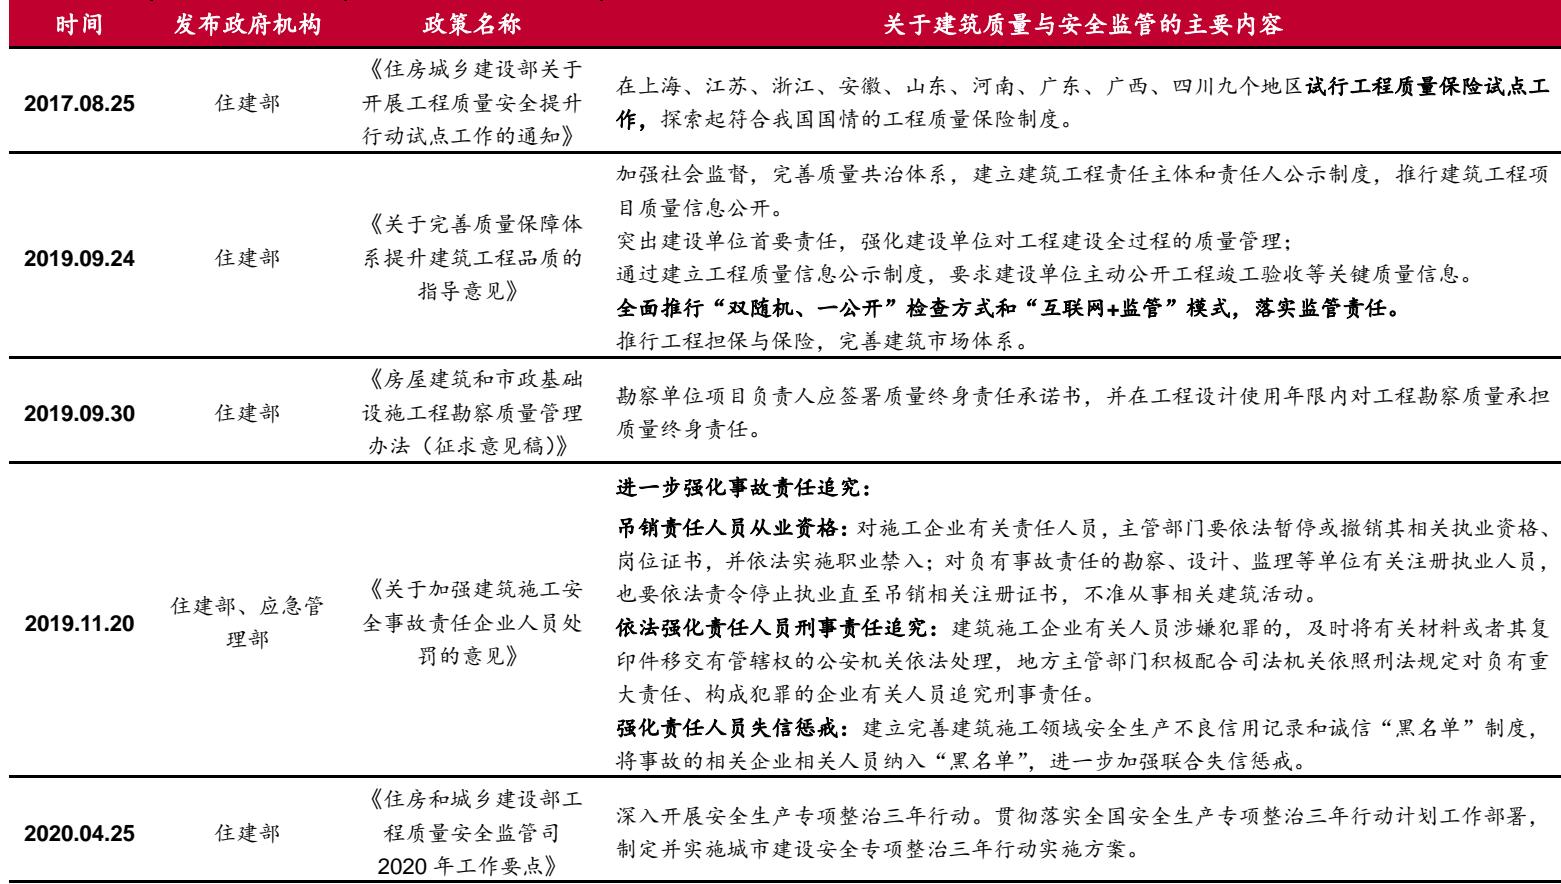 时间 发布政府机构 政策名称 关于建筑质量与安全监管的主要内容
2017.08.25 住建部
《住房城乡建设部关于
开展工程质量安全提升
行动试点工作的通知》
在上海、江苏、浙江、安徽、山东、河南、广东、广西、四川九个地区试行工程质量保险试点工
作，探索起符合我国国情的工程质量保险制度。
2019.09.24 住建部
《关于完善质量保障体
系提升建筑工程品质的
指导意见》
加强社会监督，完善质量共治体系，建立建筑工程责任主体和责任人公示制度，推行建筑工程项
目质量信息公开。
突出建设单位首要责任，强化建设单位对工程建设全过程的质量管理；
通过建立工程质量信息公示制度，要求建设单位主动公开工程竣工验收等关键质量信息。
全面推行“双随机、一公开”检查方式和“互联网+监管”模式，落实监管责任。
推行工程担保与保险，完善建筑市场体系。
2019.09.30 住建部
《房屋建筑和市政基础
设施工程勘察质量管理
办法（征求意见稿）》
勘察单位项目负责人应签署质量终身责任承诺书，并在工程设计使用年限内对工程勘察质量承担
质量终身责任。
2019.11.20
住建部、应急管
理部
《关于加强建筑施工安
全事故责任企业人员处
罚的意见》
进一步强化事故责任追究：
吊销责任人员从业资格：对施工企业有关责任人员，主管部门要依法暂停或撤销其相关执业资格、
岗位证书，并依法实施职业禁入；对负有事故责任的勘察、设计、监理等单位有关注册执业人员，
也要依法责令停止执业直至吊销相关注册证书，不准从事相关建筑活动。
依法强化责任人员刑事责任追究：建筑施工企业有关人员涉嫌犯罪的，及时将有关材料或者其复
印件移交有管辖权的公安机关依法处理，地方主管部门积极配合司法机关依照刑法规定对负有重
大责任、构成犯罪的企业有关人员追究刑事责任。
强化责任人员失信惩戒：建立完善建筑施工领域安全生产不良信用记录和诚信“黑名单”制度，
将事故的相关企业相关人员纳入“黑名单”，进一步加强联合失信惩戒。
2020.04.25 住建部
《住房和城乡建设部工
程质量安全监管司
2020 年工作要点》
深入开展安全生产专项整治三年行动。贯彻落实全国安全生产专项整治三年行动计划工作部署，
制定并实施城市建设安全专项整治三年行动实施方案。